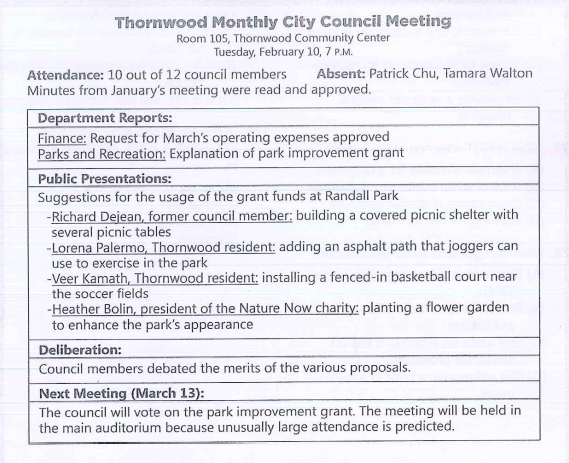 Thornwood Monthly City Council Meeting
Room 105, Thornwood Community Center
Tuesday, February 10, 7 P.M.
Attendance: 10 out of 12 council members Absent: Patrick Chu, Tamara Walton
Minutes from January's meeting were read and approved.
Department Reports:
Finance: Request for March's operating expenses approved
Parks and Recreation: Explanation of park improvement grant
Public Presentations:
Suggestions for the usage of the grant funds at Randall Park
-Richard Dejean, former council member: building a covered picnic shelter with
several picnic tables
-Lorena Palermo, Thornwood resident: adding an asphalt path that joggers can
use to exercise in the park
-Veer Kamath, Thornwood resident: installing a fenced-in basketball court near
the soccer fields
-Heather Bolin, president of the Nature Now charity: planting a flower garden
to enhance the park's appearance
Deliberation:
Council members debated the merits of the various proposals.
Next Meeting (March 13):
The council will vote on the park improvement grant. The meeting will be held in
the main auditorium because unusually large attendance is predicted.